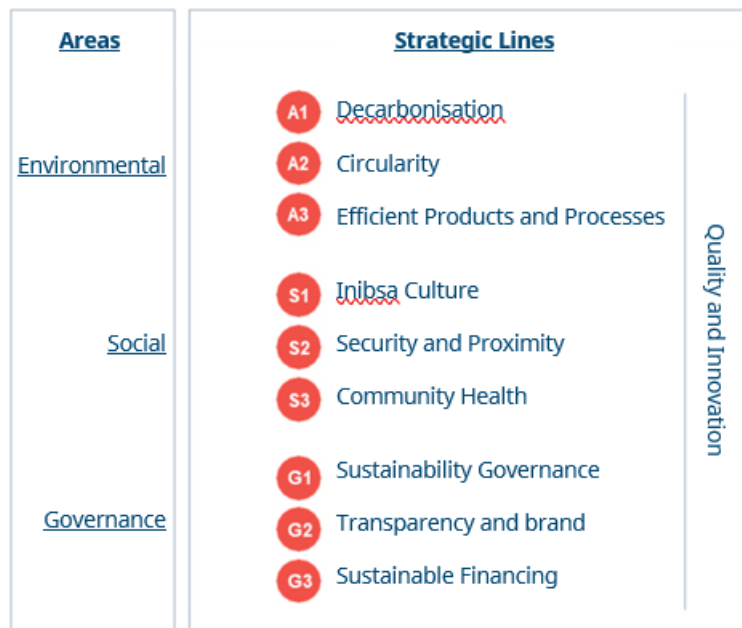 Areas
Strategic Lines
A1 Decarbonisation
Environmental
A2 Circularity
A3 Efficient Products and Processes
S1 Inibsa Culture
Social
S2 Security and Proximity
S3 Community Health
G1 Sustainability Governance
Governance
G2 Transparency and brand
G3 Sustainable Financing
Quality and Innovation